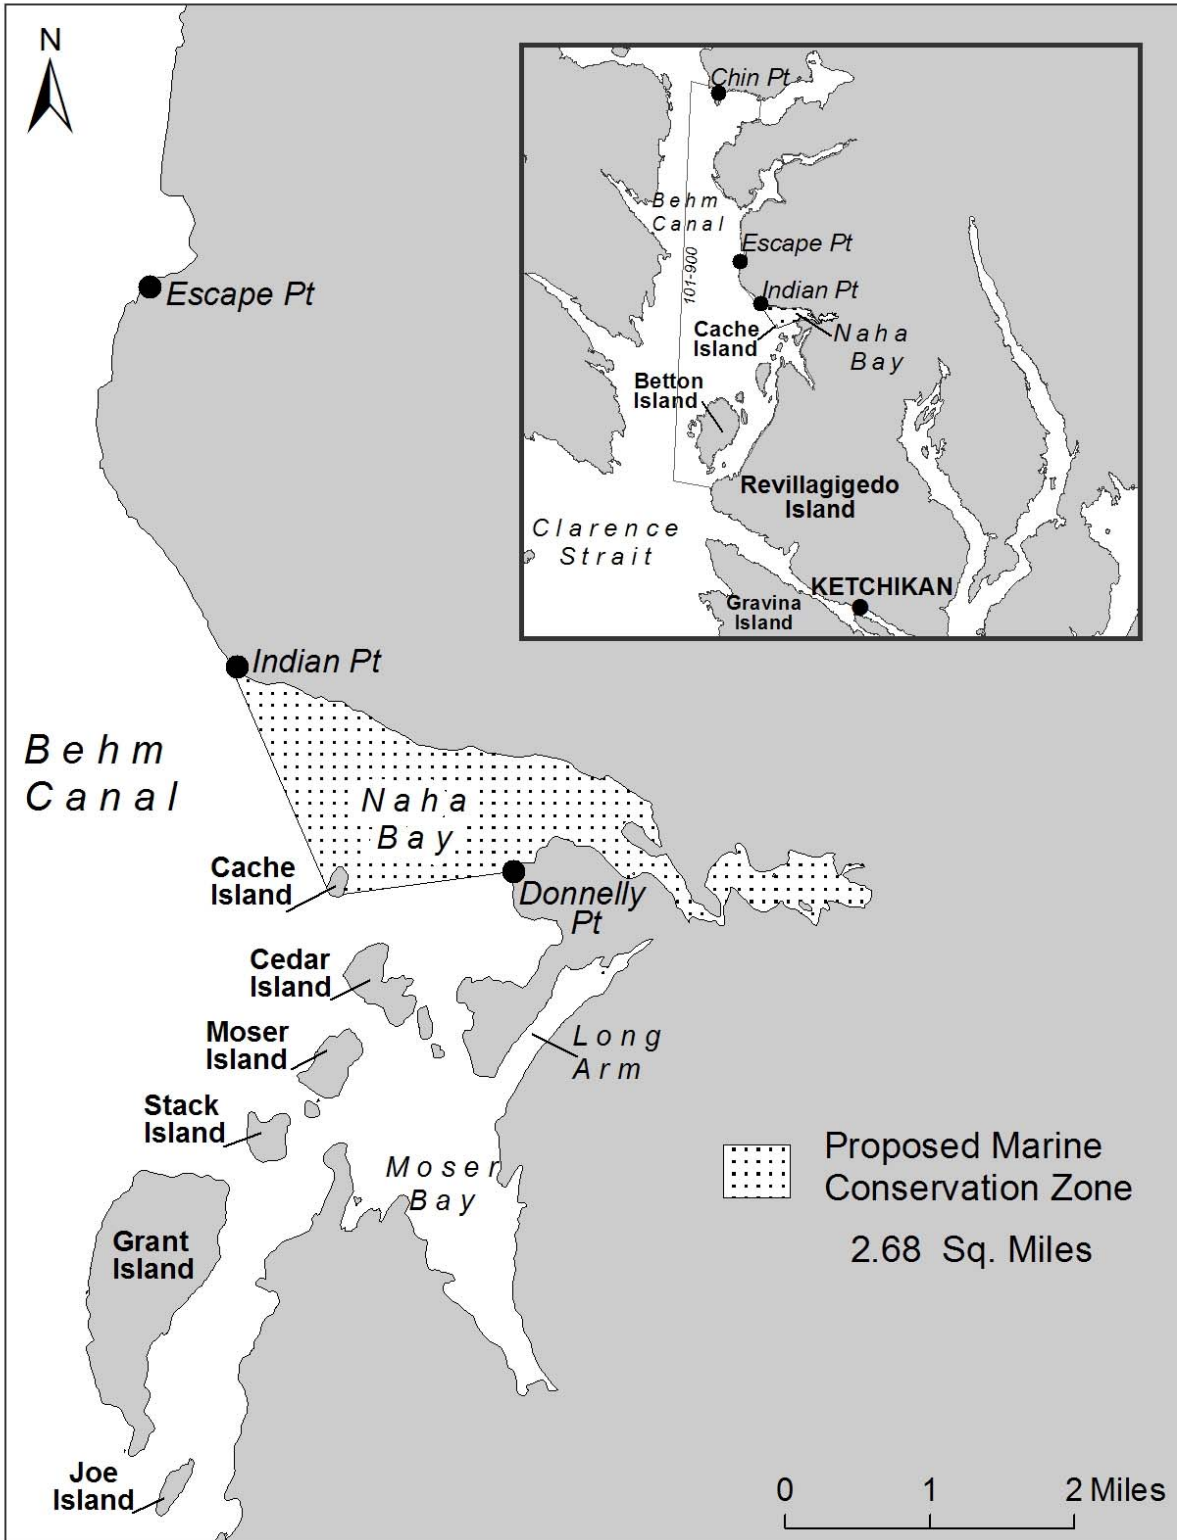 N
Chin Pt
Behm
Canal
101-900
Escape Pt
Indian Pt
Cache
Island
Naha
Bay
Betton
Island
Revillagigedo
Island
Clarence
Strait
KETCHIKAN
Gravina
Island
Escape Pt
Indian Pt
Behm
Canal
Naha
Bay
Cache
Island
Donnelly
Pt
Cedar
Island
Moser
Island
Long
Arm
Stack
Island
Moser
Bay
Proposed Marine
Conservation Zone
2.68 Sq. Miles
Grant
Island
Joe
Island
0 1 2 Miles